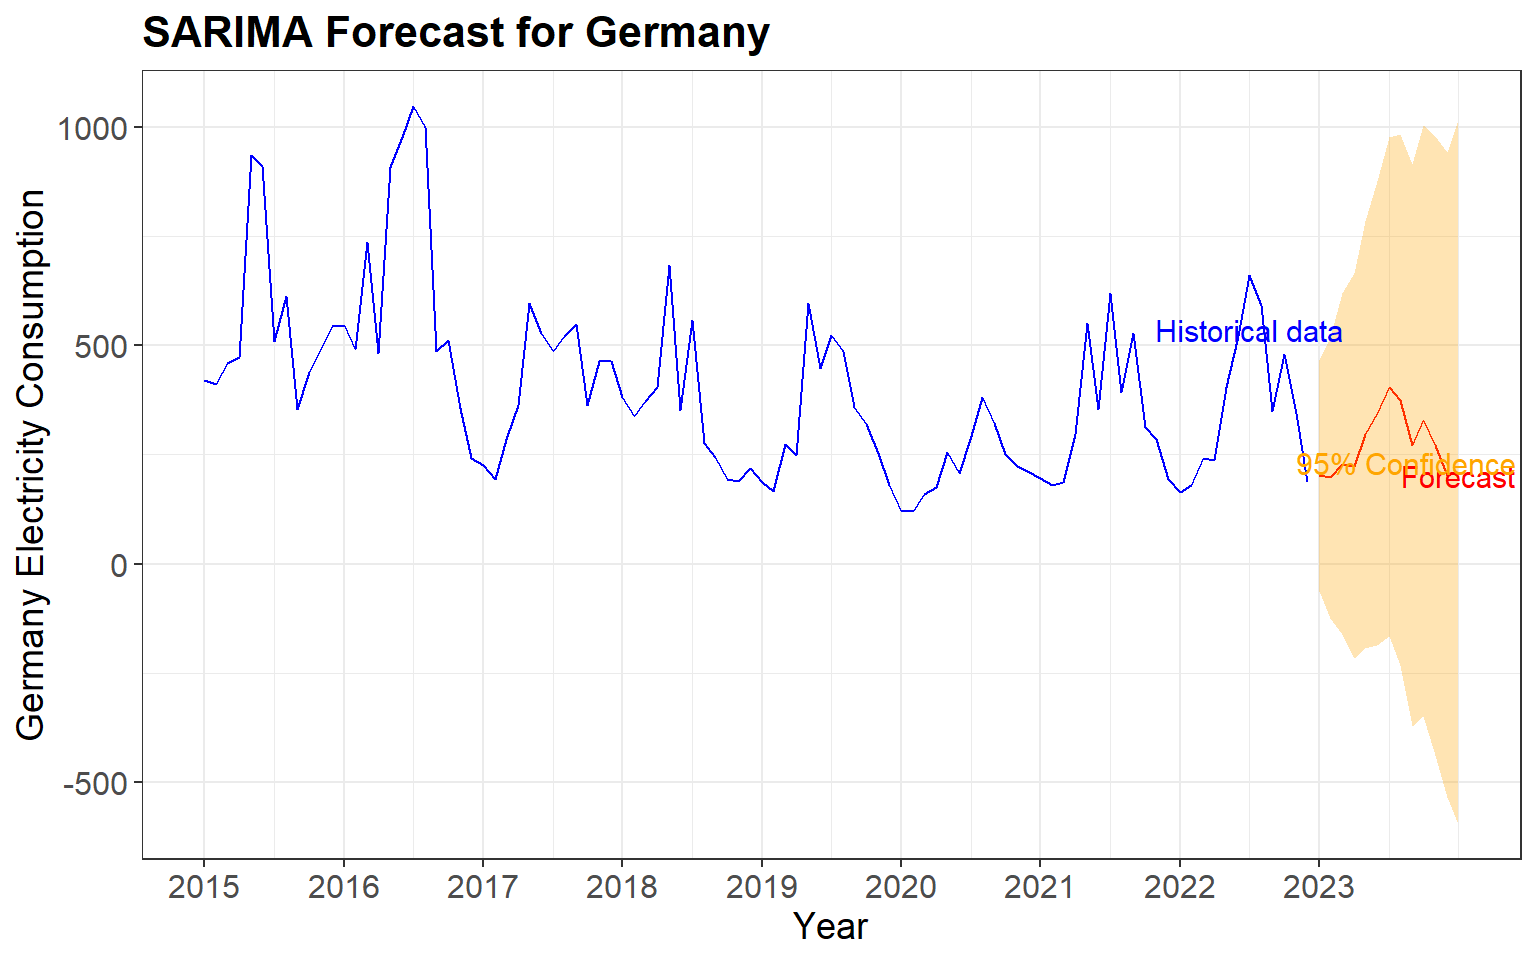 SARIMA Forecast for Germany
Germany Electricity Consumption
1000
500
0
-500
Historical data
95% Confidence
Forecast
2015 2016 2017 2018 2019 2020 2021 2022 2023
Year